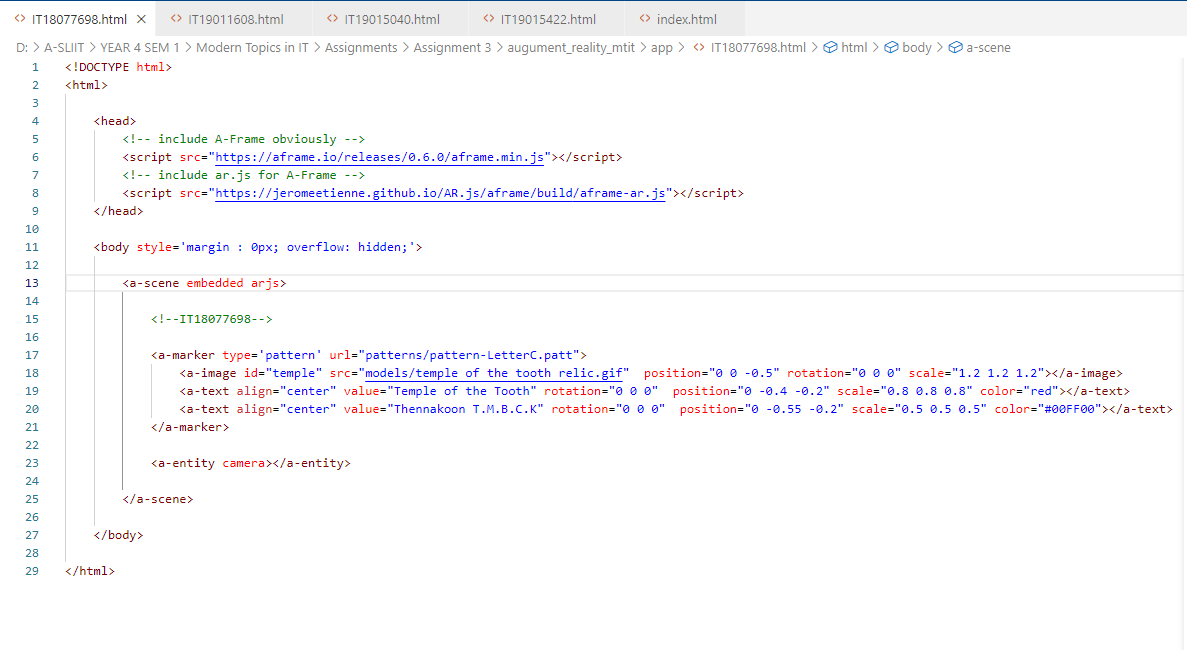 IT18077698.html IT19011608.html IT19015040.html IT19015422.html index.html
D: > A-SLIIT > YEAR 4 SEM 1 > Modern Topics in IT > Assignments > Assignment 3 > augument_reality_mtit > app > IT18077698.html > html > body > a-scene
1 <!DOCTYPE html>
2 <html>
3
4 <head>
5 <!-- include A-Frame obviously -->
6 <script src="https://aframe.io/releases/0.6.0/aframe.min.js"></script>
7 <!-- include ar.js for A-Frame -->
8 <script src="https://jeromeetienne.github.io/AR.js/aframe/build/aframe-ar.js"></script>
9 </head>
10
11 <body style='margin : 0px; overflow: hidden;'>
12
13 <a-scene embedded arjs>
14
15 <!--IT18077698-->
16
17 <a-marker type='pattern' url="patterns/pattern-LetterC.patt">
18 <a-image id="temple" src="models/temple of the tooth relic.gif"  position="0 0 -0.5" rotation="0 0 0" scale="1.2 1.2 1.2"></a-image>
19 <a-text align="center" value="Temple of the Tooth" rotation="0 0 0"  position="0 -0.4 -0.2" scale="0.8 0.8 0.8" color="red"></a-text>
20 <a-text align="center" value="Thennakoon T.M.B.C.K" rotation="0 0 0"  position="0 -0.55 -0.2" scale="0.5 0.5 0.5" color="#00FF00"></a-text>
21 </a-marker>
22
23 <a-entity camera></a-entity>
24
25 </a-scene>
26
27 </body>
28
29 </html>